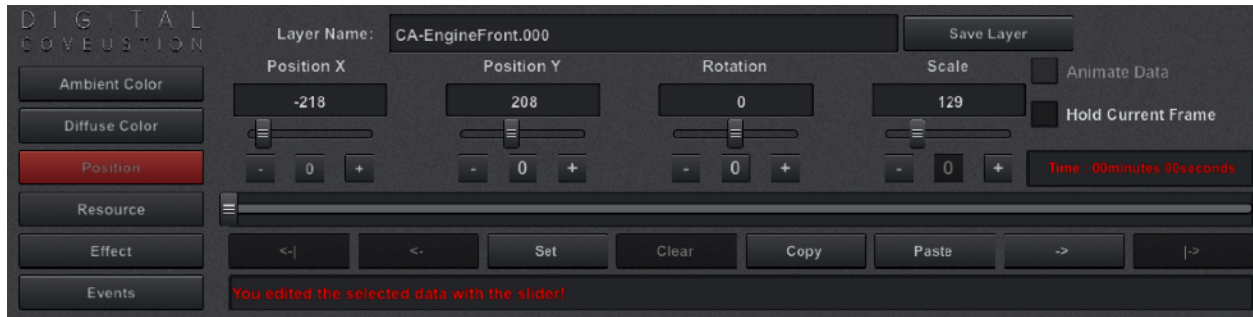 DIGITAL
COMBUSTION
Layer Name: CA-EngineFront.000 Save Layer
Position X Position Y Rotation Scale Animate Data
-218 208 0 129 Hold Current Frame
- 0 + - 0 + - 0 + - 0 + Time : 00minutes 00seconds
Ambient Color
Diffuse Color
Position
Resource
Effect
Events
<-| <- Set Clear Copy Paste -> |->
You edited the selected data with the slider!